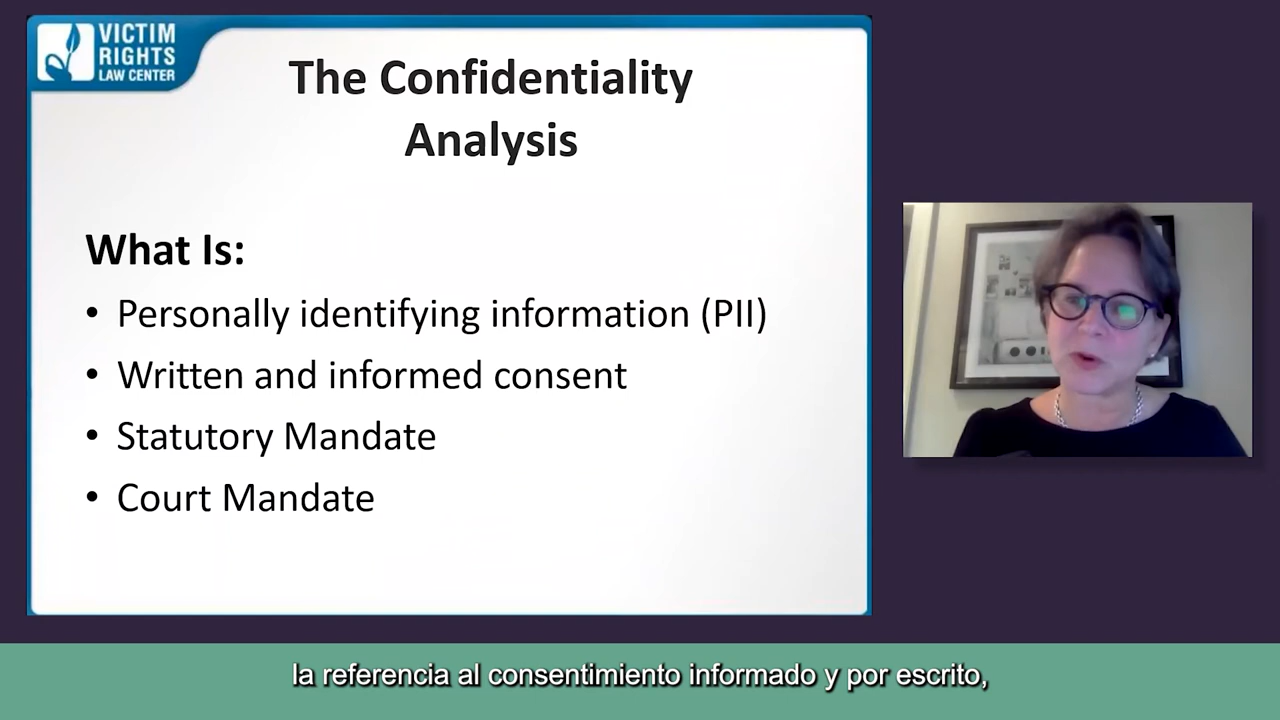 VICTIM
RIGHTS
LAW CENTER
The Confidentiality
Analysis
What Is:
• Personally identifying information (PII)
• Written and informed consent
• Statutory Mandate
• Court Mandate
la referencia al consentimiento informado y por escrito,